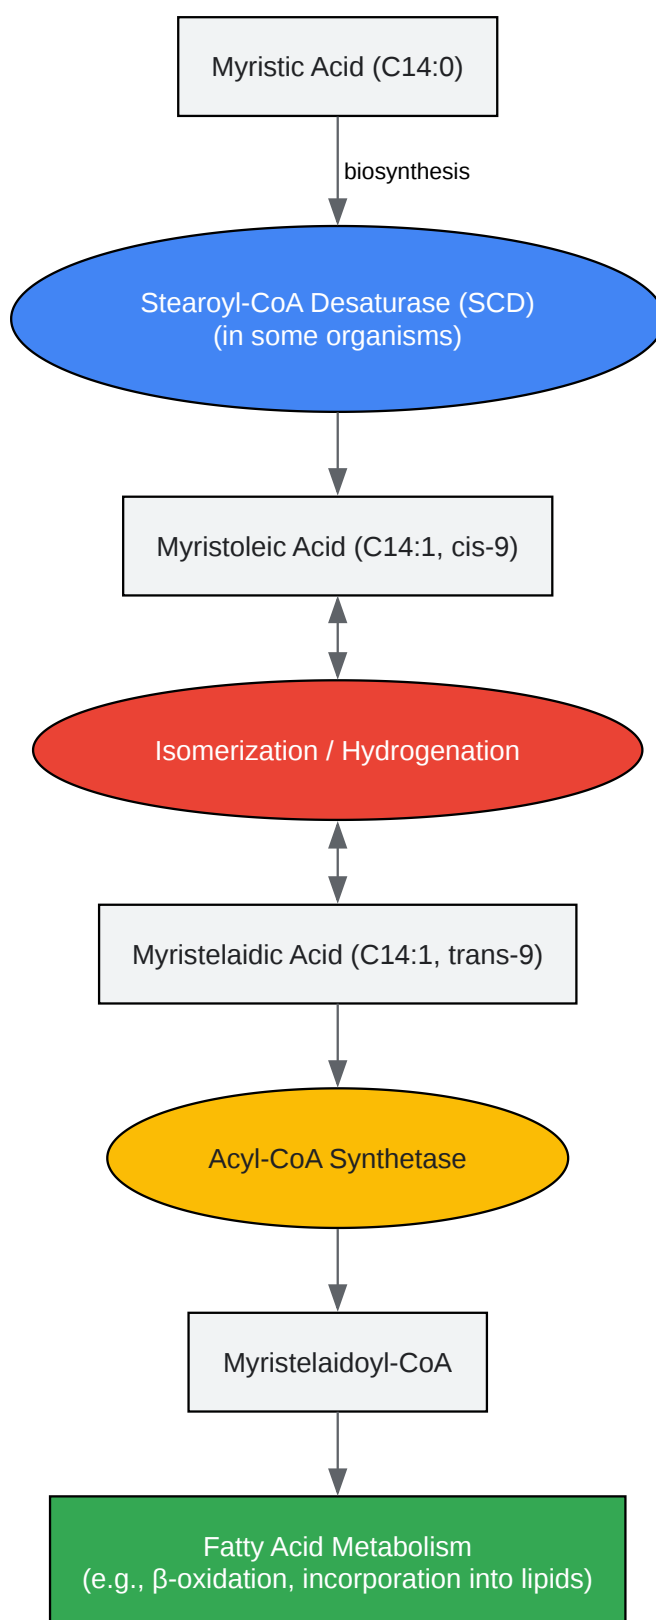 Myristic Acid (C14:0)
biosynthesis
Stearoyl-CoA Desaturase (SCD)
(in some organisms)
Myristoleic Acid (C14:1, cis-9)
Isomerization / Hydrogenation
Myristelaidic Acid (C14:1, trans-9)
Acyl-CoA Synthetase
Myristelaidoyl-CoA
Fatty Acid Metabolism
(e.g., β-oxidation, incorporation into lipids)